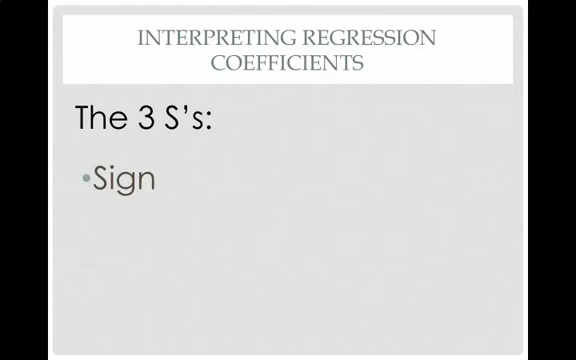 INTERPRETING REGRESSION
COEFFICIENTS
The 3 S's:
•Sign